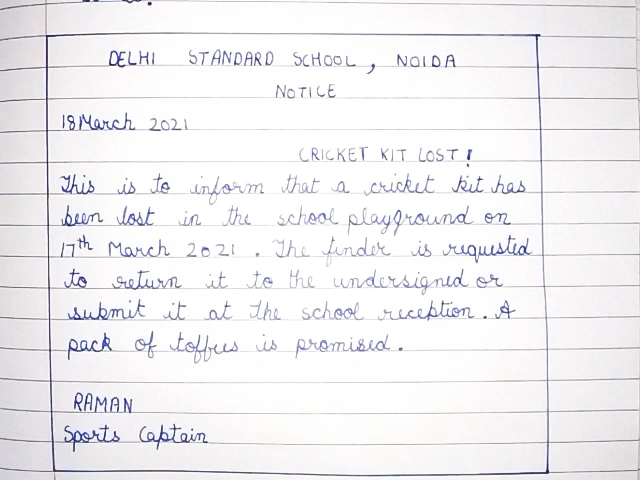 DELHI STANDARD SCHOOL, NOIDA
NOTICE
18 March 2021
CRICKET KIT LOST!
This is to inform that a cricket kit has
been lost in the school playground on
17th March 2021. The finder is requested
to return it to the undersigned or
submit it at the school reception. A
pack of toffees is promised.
RAMAN
Sports Captain